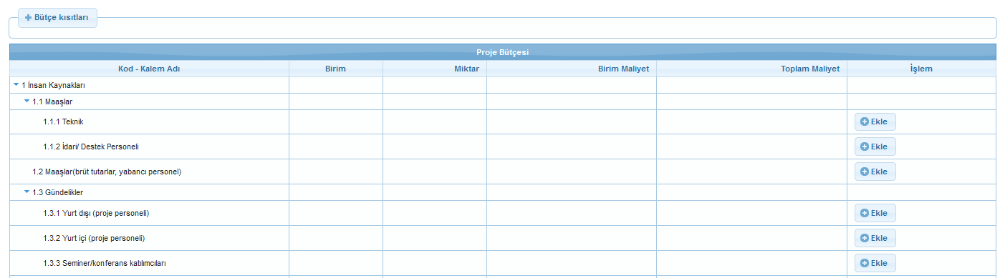 Bütçe kısıtları
Proje Bütçesi
Kod - Kalem Adı Birim Miktar Birim Maliyet Toplam Maliyet İşlem
1 İnsan Kaynakları
1.1 Maaşlar
1.1.1 Teknik Ekle
1.1.2 İdari/ Destek Personeli Ekle
1.2 Maaşlar(brüt tutarlar, yabancı personel) Ekle
1.3 Gündelikler
1.3.1 Yurt dışı (proje personeli) Ekle
1.3.2 Yurt içi (proje personeli) Ekle
1.3.3 Seminer/konferans katılımcıları Ekle